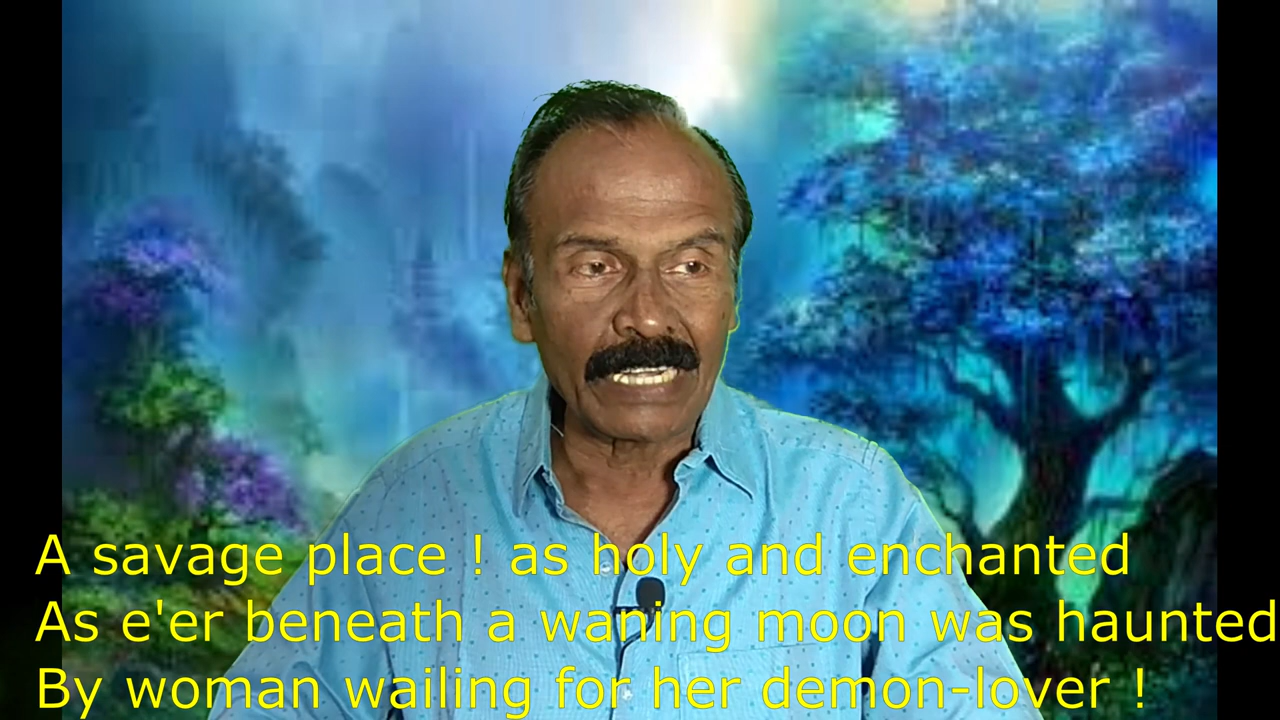 A savage place ! as holy and enchanted
As e'er beneath a waning moon was haunted
By woman wailing for her demon-lover !